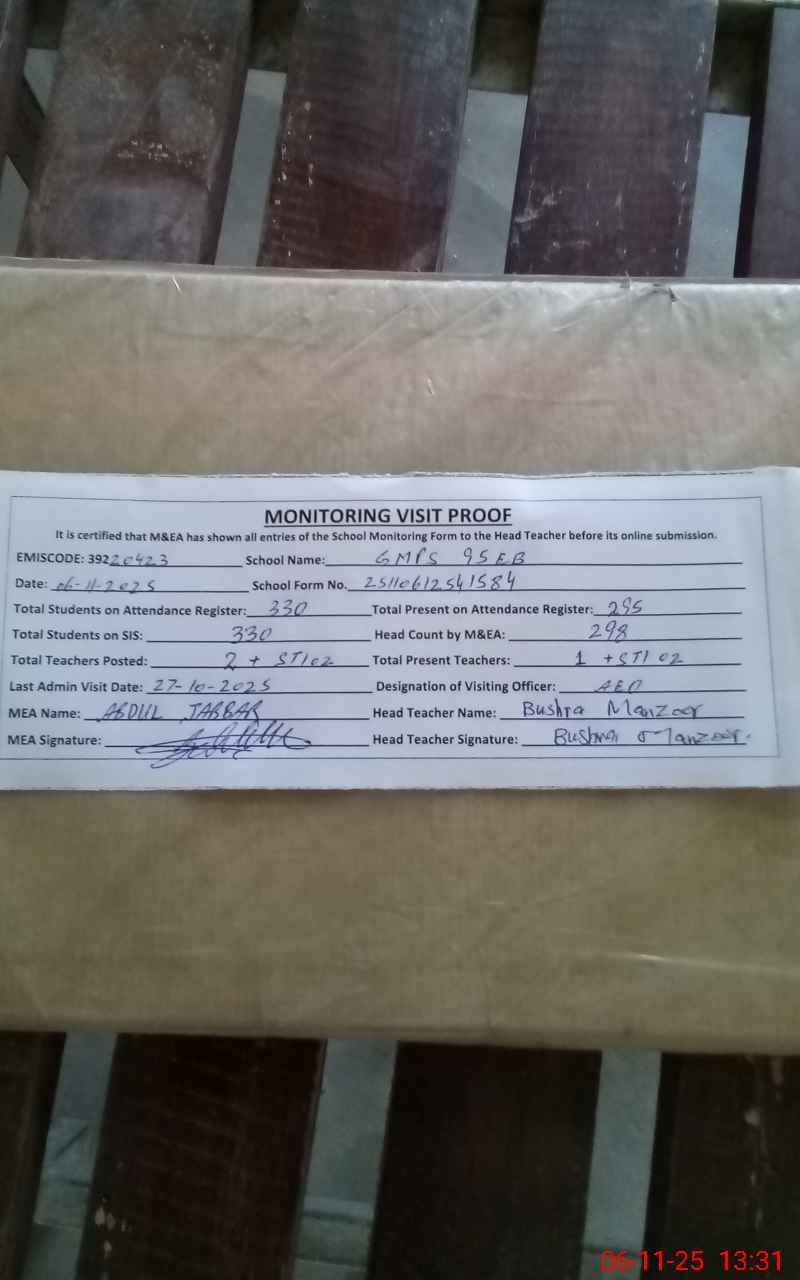 MONITORING VISIT PROOF
It is certified that M&EA has shown all entries of the School Monitoring Form to the Head Teacher before its online submission.
EMISCODE: 39220423 School Name: GMPS 95 EB
Date: 06-11-2025 School Form No. 25110612541584
Total Students on Attendance Register: 330 Total Present on Attendance Register: 295
Total Students on SIS: 330 Head Count by M&EA: 298
Total Teachers Posted: 2 + STI 02 Total Present Teachers: 1 + STI 02
Last Admin Visit Date: 27-10-2025 Designation of Visiting Officer: AEO
MEA Name: ABDUL JABBAR Head Teacher Name: Bushra Manzoor
MEA Signature: Head Teacher Signature: Bushra Manzoor.
06-11-25 13:31